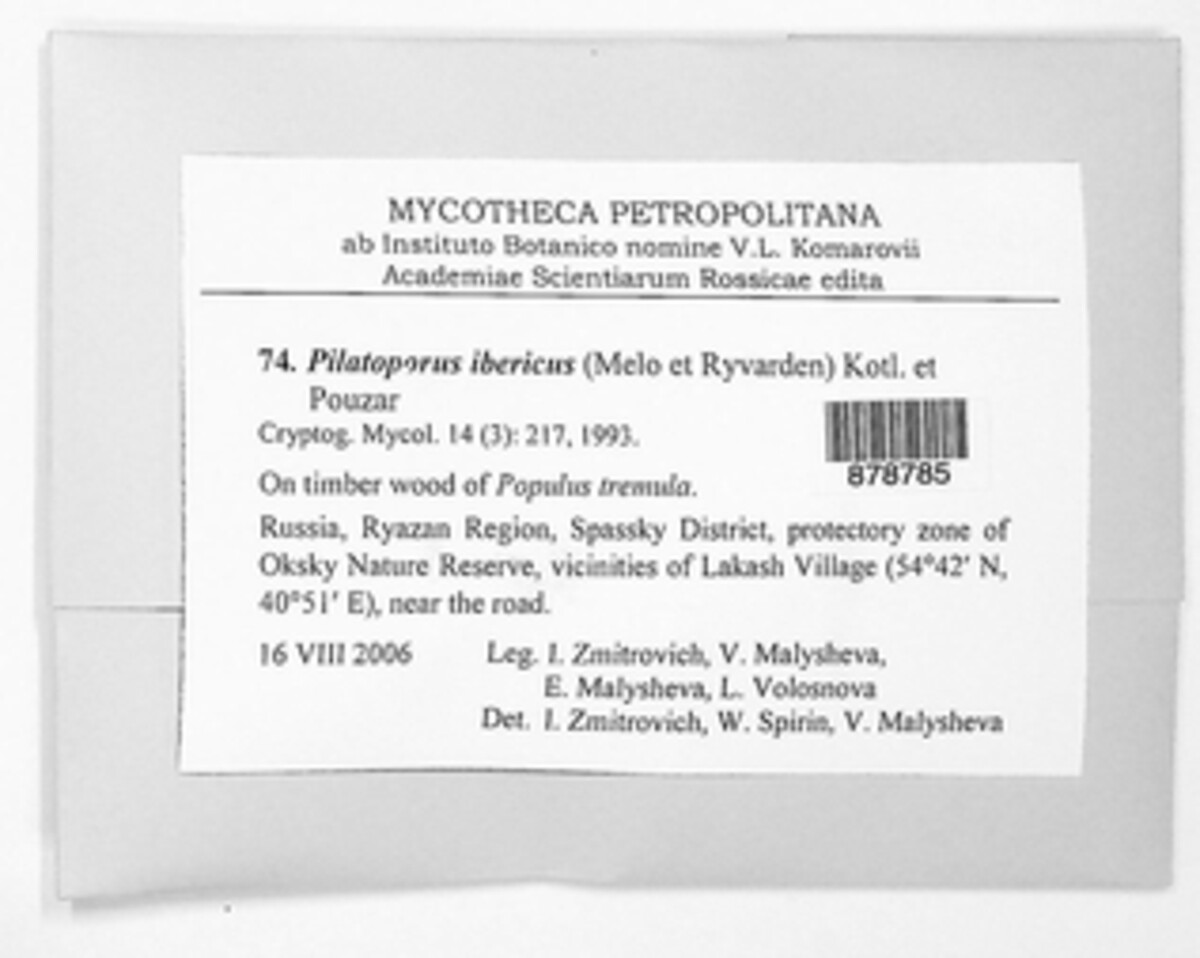 MYCOTHECA PETROPOLITANA
ab Instituto Botanico nomine V.L. Komarovii
Academiae Scientiarum Rossicae edita
74. Pilatoporus ibericus (Melo et Ryvarden) Kotl. et
Pouzar
Cryptog. Mycol. 14 (3): 217, 1993.
878785
On timber wood of Populus tremula.
Russia, Ryazan Region, Spassky District, protectory zone of
Oksky Nature Reserve, vicinities of Lakash Village (54°42' N,
40°51' E), near the road.
16 VIII 2006 Leg. I. Zmitrovich, V. Malysheva,
E. Malysheva, L. Volosnova
Det. I. Zmitrovich, W. Spirin, V. Malysheva